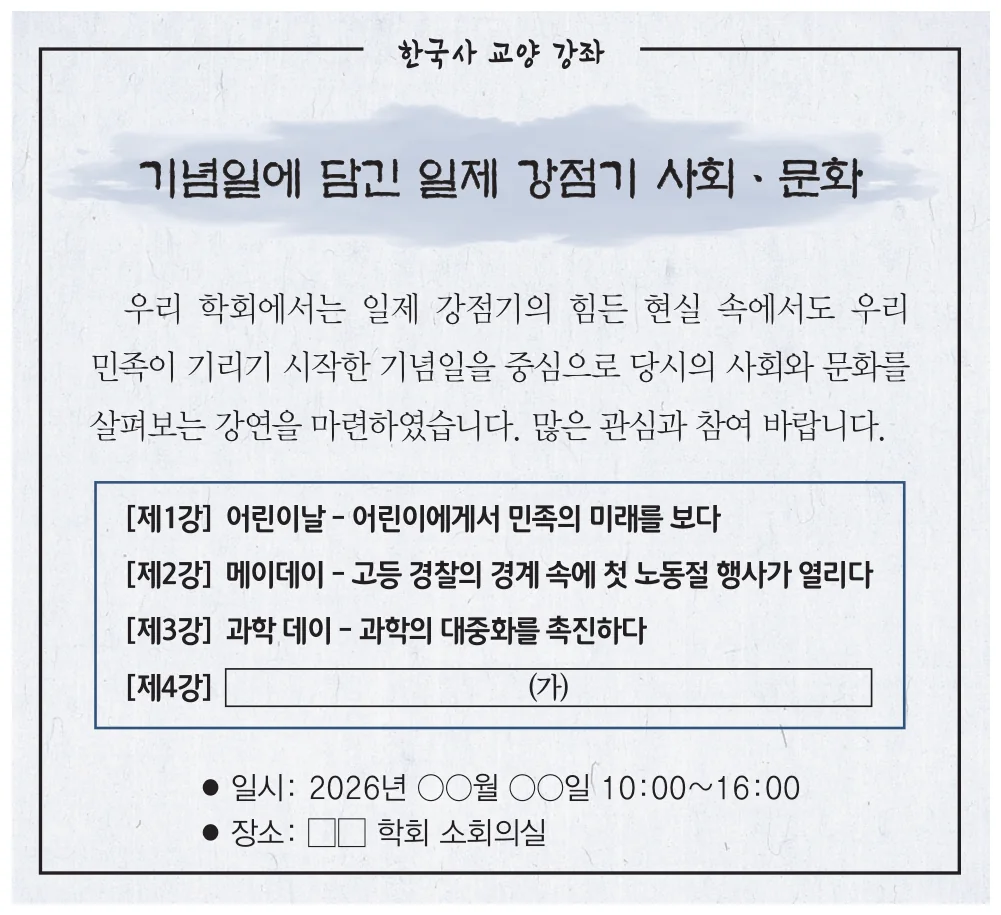 한국사 교양 강좌
기념일에 담긴 일제 강점기 사회·문화
우리 학회에서는 일제 강점기의 힘든 현실 속에서도 우리
민족이 기리기 시작한 기념일을 중심으로 당시의 사회와 문화를
살펴보는 강연을 마련하였습니다. 많은 관심과 참여 바랍니다.
[제1강] 어린이날 - 어린이에게서 민족의 미래를 보다
[제2강] 메이데이 - 고등 경찰의 경계 속에 첫 노동절 행사가 열리다
[제3강] 과학 데이 - 과학의 대중화를 촉진하다
[제4강] (가)
● 일시: 2026년 ○○월 ○○일 10:00~16:00
● 장소: □□ 학회 소회의실